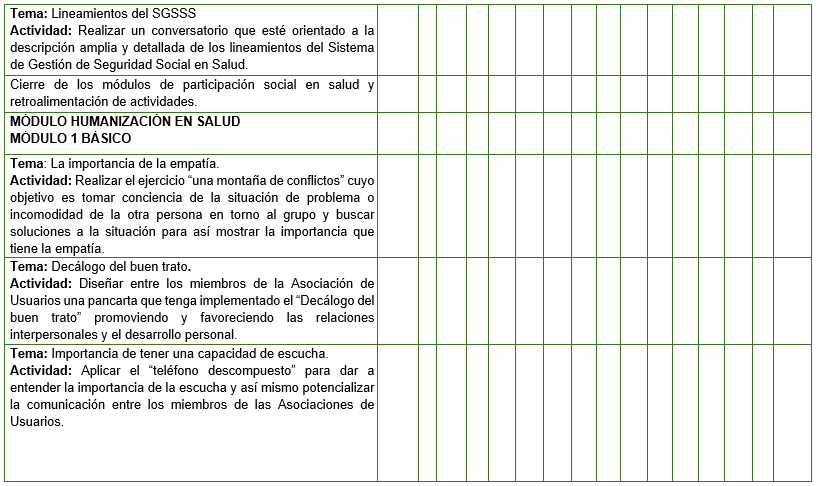 Tema: Lineamientos del SGSSS
Actividad: Realizar un conversatorio que esté orientado a la
descripción amplia y detallada de los lineamientos del Sistema
de Gestión de Seguridad Social en Salud.
Cierre de los módulos de participación social en salud y
retroalimentación de actividades.
MÓDULO HUMANIZACIÓN EN SALUD
MÓDULO 1 BÁSICO
Tema: La importancia de la empatía.
Actividad: Realizar el ejercicio “una montaña de conflictos” cuyo
objetivo es tomar conciencia de la situación de problema o
incomodidad de la otra persona en torno al grupo y buscar
soluciones a la situación para así mostrar la importancia que
tiene la empatía.
Tema: Decálogo del buen trato.
Actividad: Diseñar entre los miembros de la Asociación de
Usuarios una pancarta que tenga implementado el “Decálogo del
buen trato” promoviendo y favoreciendo las relaciones
interpersonales y el desarrollo personal.
Tema: Importancia de tener una capacidad de escucha.
Actividad: Aplicar el “teléfono descompuesto” para dar a
entender la importancia de la escucha y así mismo potencializar
la comunicación entre los miembros de las Asociaciones de
Usuarios.